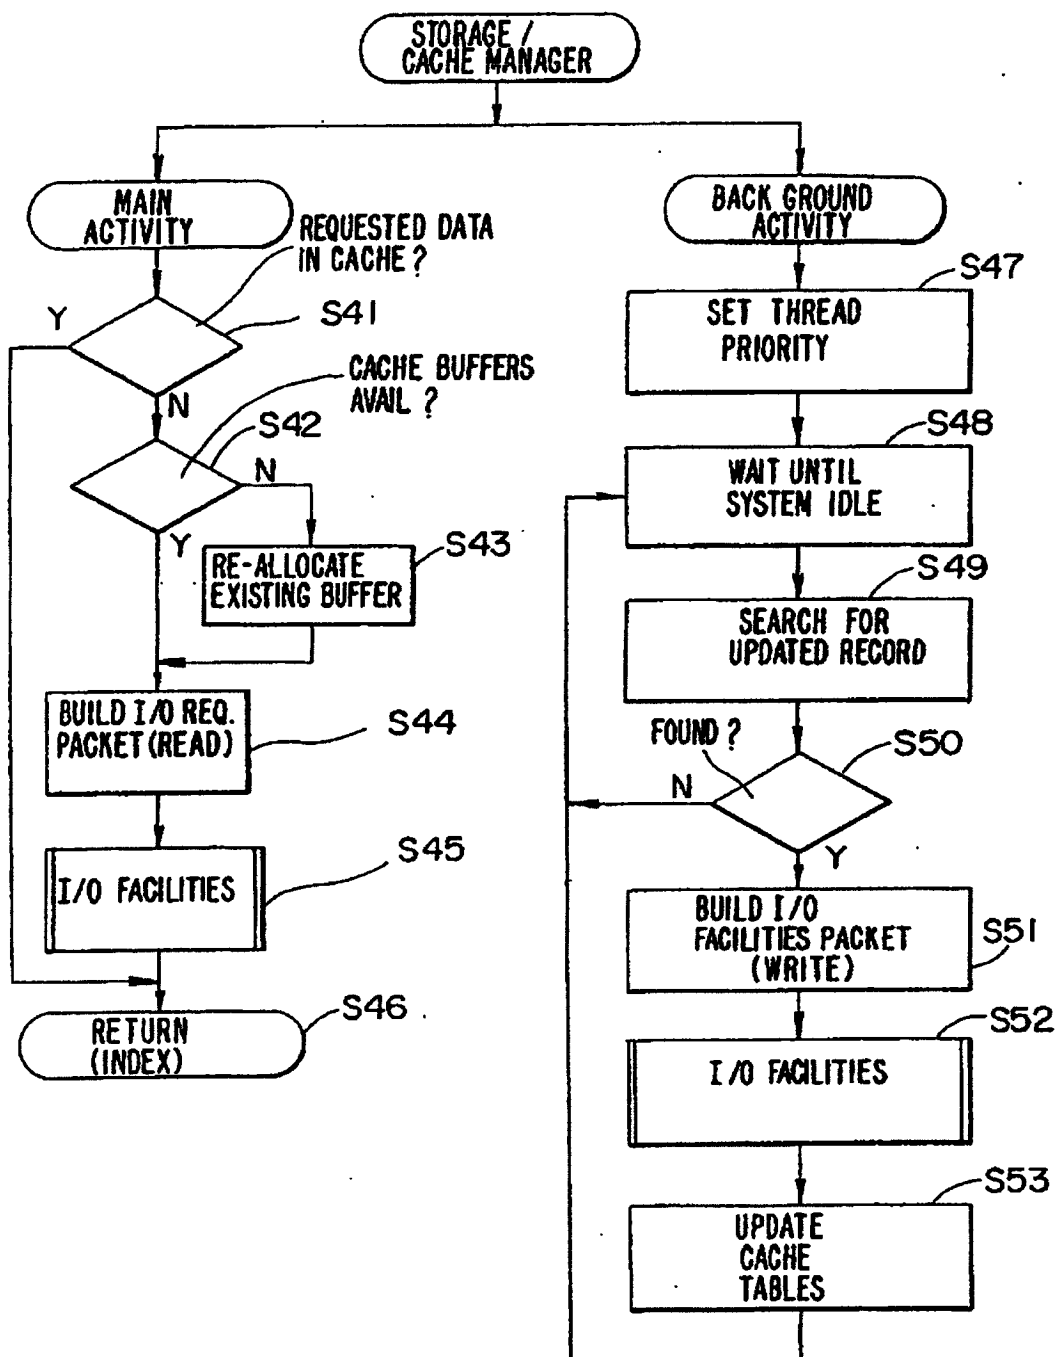 STORAGE /
CACHE MANAGER
MAIN
ACTIVITY
REQUESTED DATA
IN CACHE ?
Y
S41
N
CACHE BUFFERS
AVAIL ?
S42
N
Y
RE-ALLOCATE
EXISTING BUFFER
S43
BUILD I/O REQ.
PACKET (READ)
S44
I/O FACILITIES
S45
RETURN
(INDEX)
S46
BACK GROUND
ACTIVITY
S47
SET THREAD
PRIORITY
S48
WAIT UNTIL
SYSTEM IDLE
S49
SEARCH FOR
UPDATED RECORD
FOUND ?
S50
N
Y
BUILD I/O
FACILITIES PACKET
(WRITE)
S51
S52
I/O FACILITIES
S53
UPDATE
CACHE
TABLES